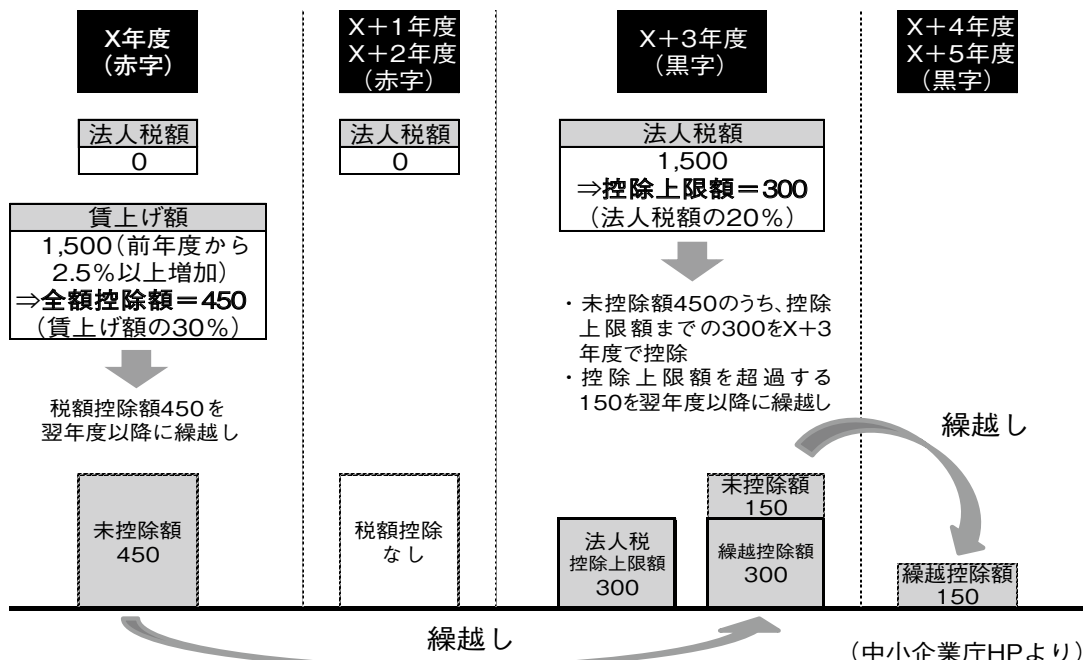 X年度
（赤字）
X＋1年度
X＋2年度
（赤字）
X＋3年度
（黒字）
X＋4年度
X＋5年度
（黒字）
法人税額
0
法人税額
0
法人税額
1,500
⇒控除上限額＝300
（法人税額の20％）
賃上げ額
1,500（前年度から
2.5％以上増加）
⇒全額控除額＝450
（賃上げ額の30％）
税額控除額450を
翌年度以降に繰越し
・未控除額450のうち、控除
上限額までの300をX＋3
年度で控除
・控除上限額を超過する
150を翌年度以降に繰越し
繰越し
未控除額
450
税額控除
なし
法人税
控除上限額
300
未控除額
150
繰越控除額
300
繰越控除額
150
繰越し
（中小企業庁HPより）